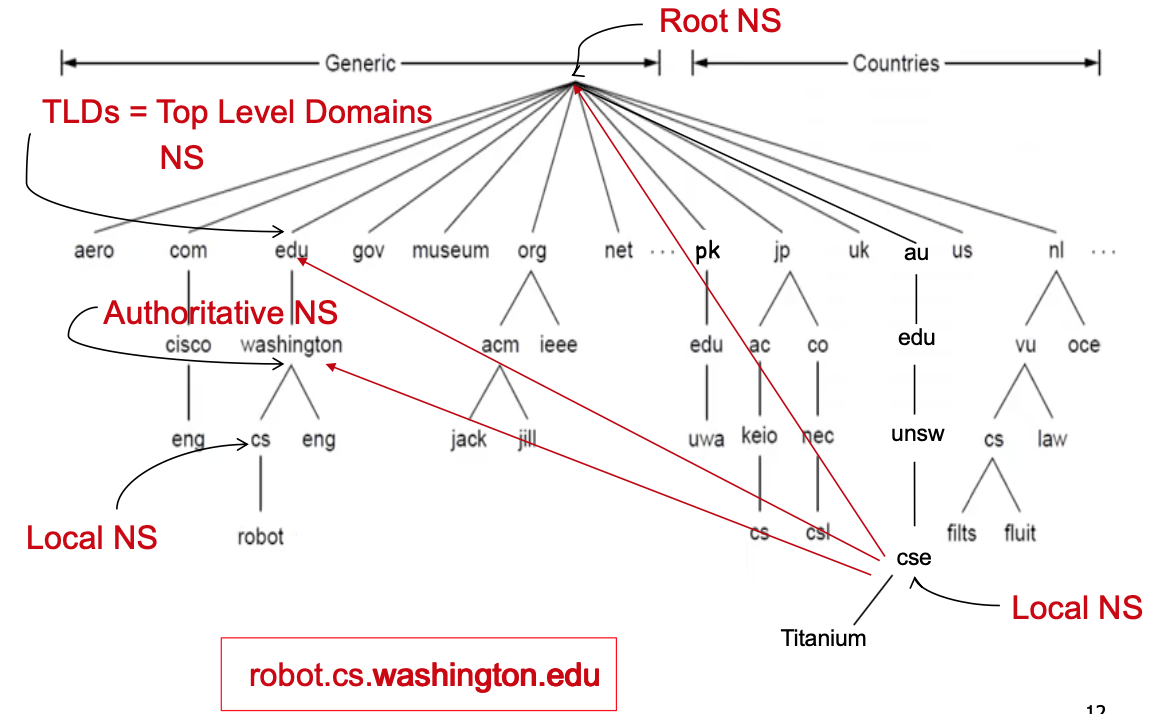 Root NS
Generic
Countries
TLDs = Top Level Domains
NS
aero com edu gov museum org net ... pk jp uk au us nl ...
Authoritative NS
cisco washington acm ieee edu ac co edu vu oce
eng cs eng jack jill uwa keio nec unsw cs law
Local NS
robot cs csl filts fluit
cse
Local NS
Titanium
robot.cs.washington.edu
12